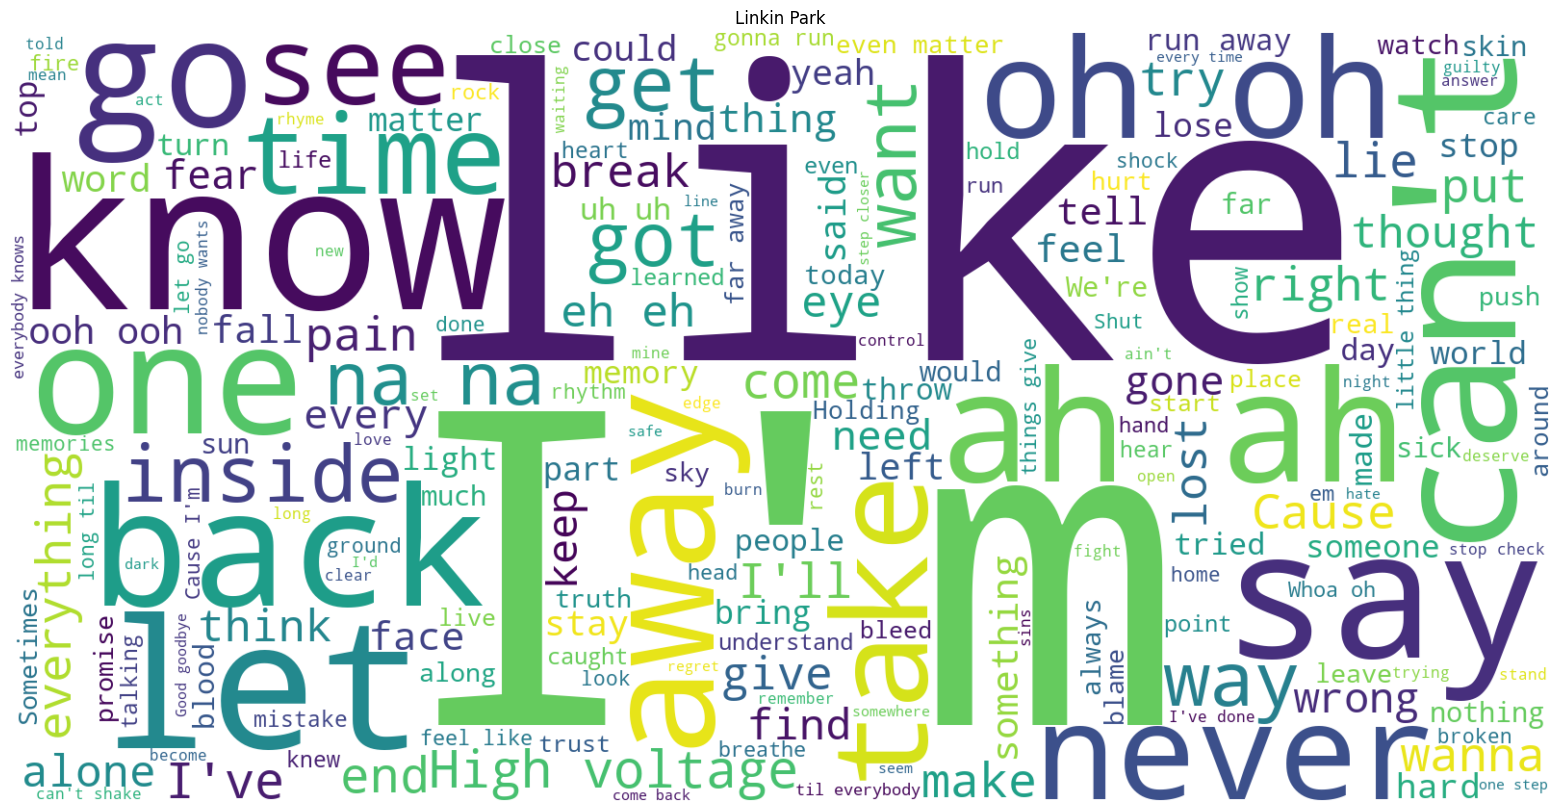 Linkin Park
told
fire
mean
top
act
go
see
rock
rhyme
life
turn
time
matter
word
fear
know
new
close
waiting
could
get
mind
thing
yeah
heart
break
uh uh
line
got
learned
far away
eh eh
like
gonna run
even matter
even
said
step closer
today
eye
want
oh oh
run away
every time
try
lose
hold
shock
run
hurt
tell
feel
We're
far
show
right
Shut
lie
watch
skin
guilty
answer
care
stop
put
thought
push
can't
real
day
world
little thing
everybody knows
let go
nobody wants
ooh ooh
fall
pain
done
control
mine
ain't
one
na na
set
rhythm
memory
come
throw
would
Holding
gone
place
start
night
things give
ah ah
hand
hear
open
made
sick
deserve
around
memories
every
sun
love
inside
light
much
part
safe
edge
sky
burn
rest
need
left
lost
em
hate
Cause
everything
long til
back
dark
Cause I'm
long
ground
I'd
clear
keep
people
head
I'll
bring
truth
stay
understand
caught
look
regret
away
take
bleed
I'm
fight
something
sins
always
blame
tried
someone
stop check
home
Whoa oh
point
say
Sometimes
promise
talking
Good goodbye
blood
let
think
face
live
along
mistake
feel like
trust
give
remember
somewhere
find
breathe
way
leave
trying
stand
wrong
I've done
nothing
broken
wanna
never
alone
become
can't shake
I've
knew
end
High voltage
come back
til everybody
seem
make
hard
one step